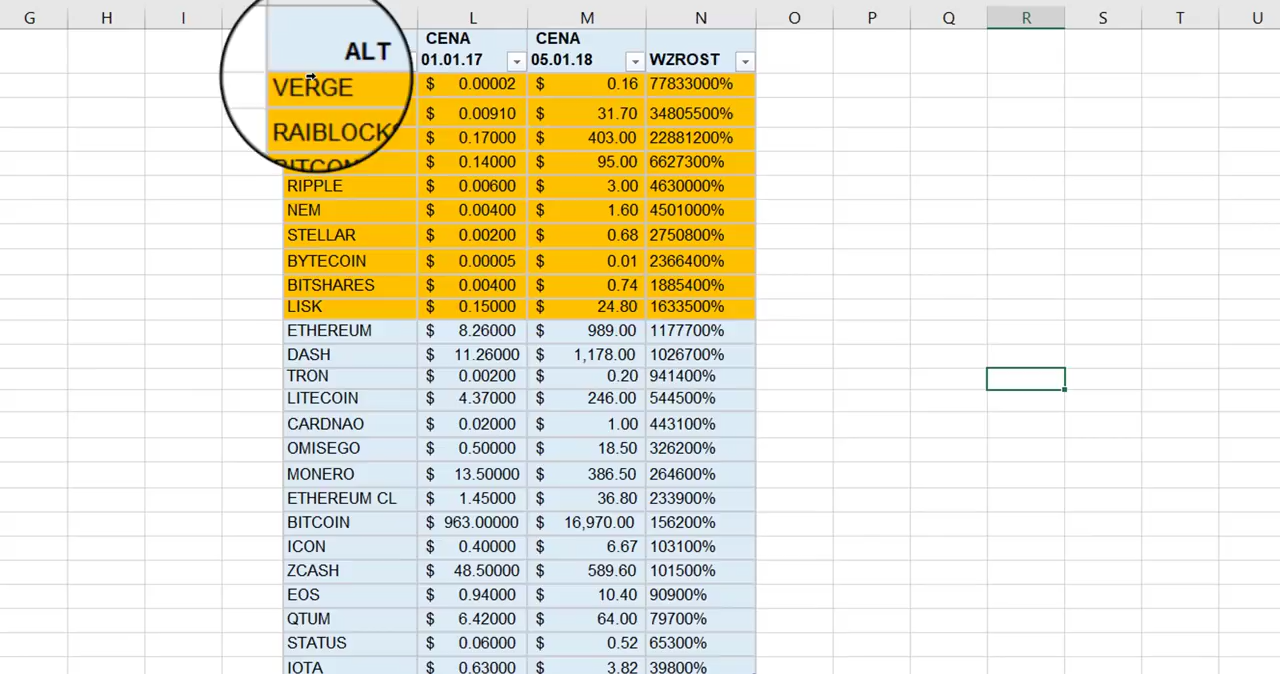 G H I L M N O P Q R S T U
ALT CENA 01.01.17 CENA 05.01.18 WZROST
VERGE $ 0.00002 $ 0.16 77833000%
RAIBLOCKS $ 0.00910 $ 31.70 34805500%
$ 0.17000 $ 403.00 22881200%
$ 0.14000 $ 95.00 6627300%
RIPPLE $ 0.00600 $ 3.00 4630000%
NEM $ 0.00400 $ 1.60 4501000%
STELLAR $ 0.00200 $ 0.68 2750800%
BYTECOIN $ 0.00005 $ 0.01 2366400%
BITSHARES $ 0.00400 $ 0.74 1885400%
LISK $ 0.15000 $ 24.80 1633500%
ETHEREUM $ 8.26000 $ 989.00 1177700%
DASH $ 11.26000 $ 1,178.00 1026700%
TRON $ 0.00200 $ 0.20 941400%
LITECOIN $ 4.37000 $ 246.00 544500%
CARDNAO $ 0.02000 $ 1.00 443100%
OMISEGO $ 0.50000 $ 18.50 326200%
MONERO $ 13.50000 $ 386.50 264600%
ETHEREUM CL $ 1.45000 $ 36.80 233900%
BITCOIN $ 963.00000 $ 16,970.00 156200%
ICON $ 0.40000 $ 6.67 103100%
ZCASH $ 48.50000 $ 589.60 101500%
EOS $ 0.94000 $ 10.40 90900%
QTUM $ 6.42000 $ 64.00 79700%
STATUS $ 0.06000 $ 0.52 65300%
IOTA $ 0.63000 $ 3.82 39800%